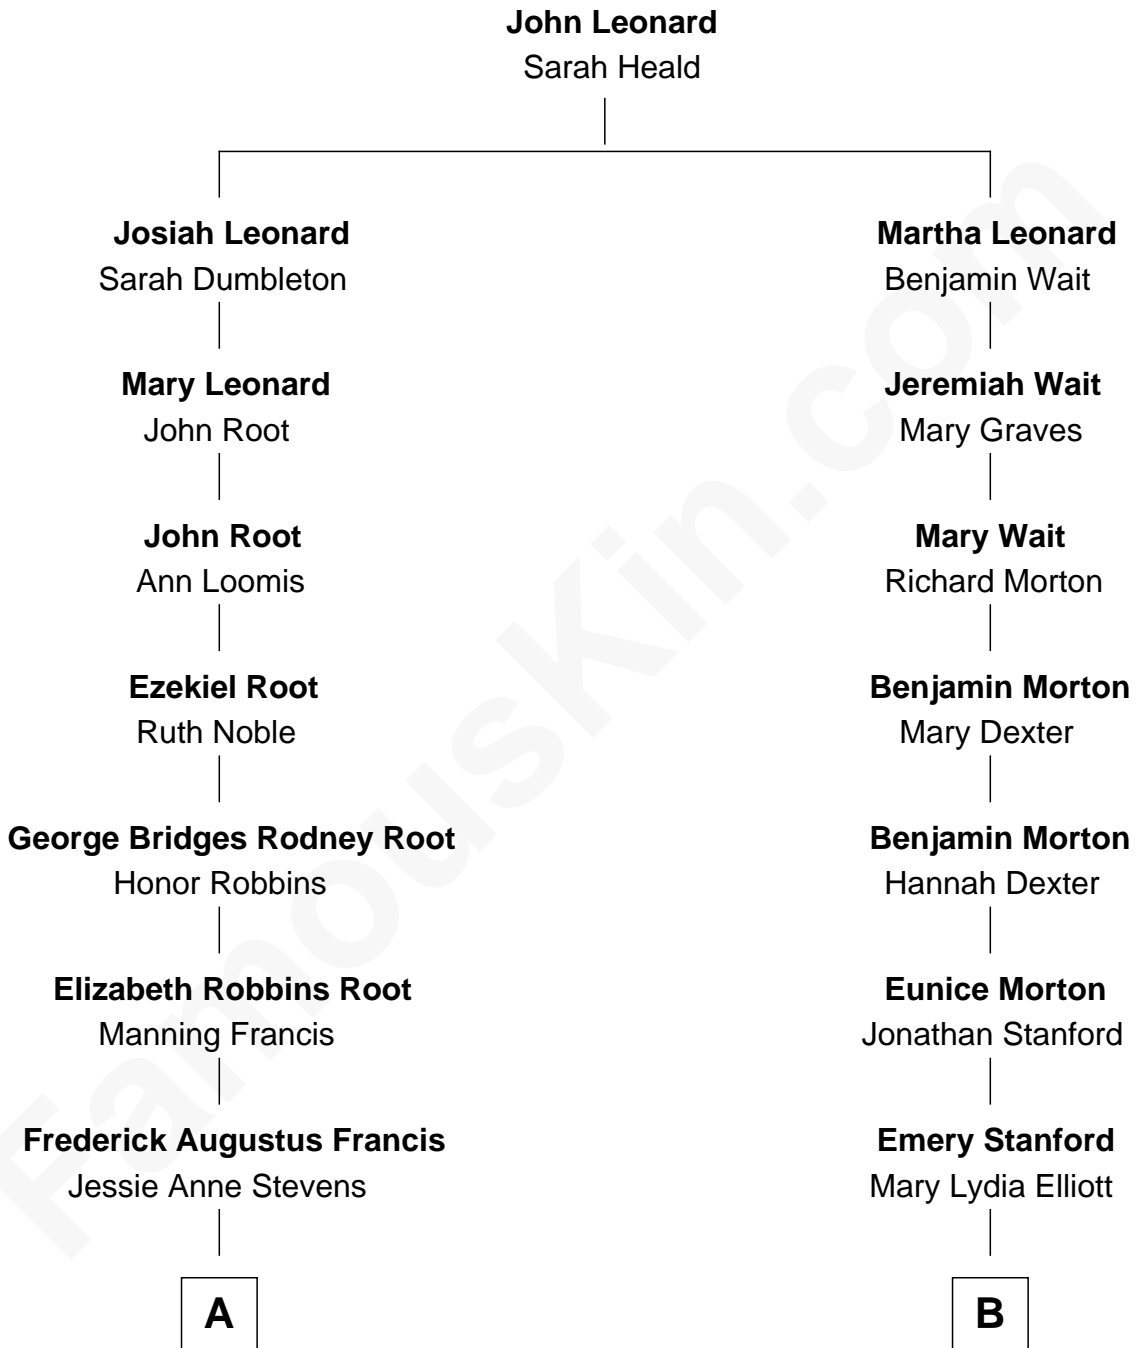 John Leonard
Sarah Heald
Josiah Leonard
Sarah Dumbleton
Martha Leonard
Benjamin Wait
Mary Leonard
John Root
Jeremiah Wait
Mary Graves
John Root
Ann Loomis
Mary Wait
Richard Morton
Ezekiel Root
Ruth Noble
Benjamin Morton
Mary Dexter
George Bridges Rodney Root
Honor Robbins
Benjamin Morton
Hannah Dexter
Elizabeth Robbins Root
Manning Francis
Eunice Morton
Jonathan Stanford
Frederick Augustus Francis
Jessie Anne Stevens
Emery Stanford
Mary Lydia Elliott
A
B
FamousKin.com